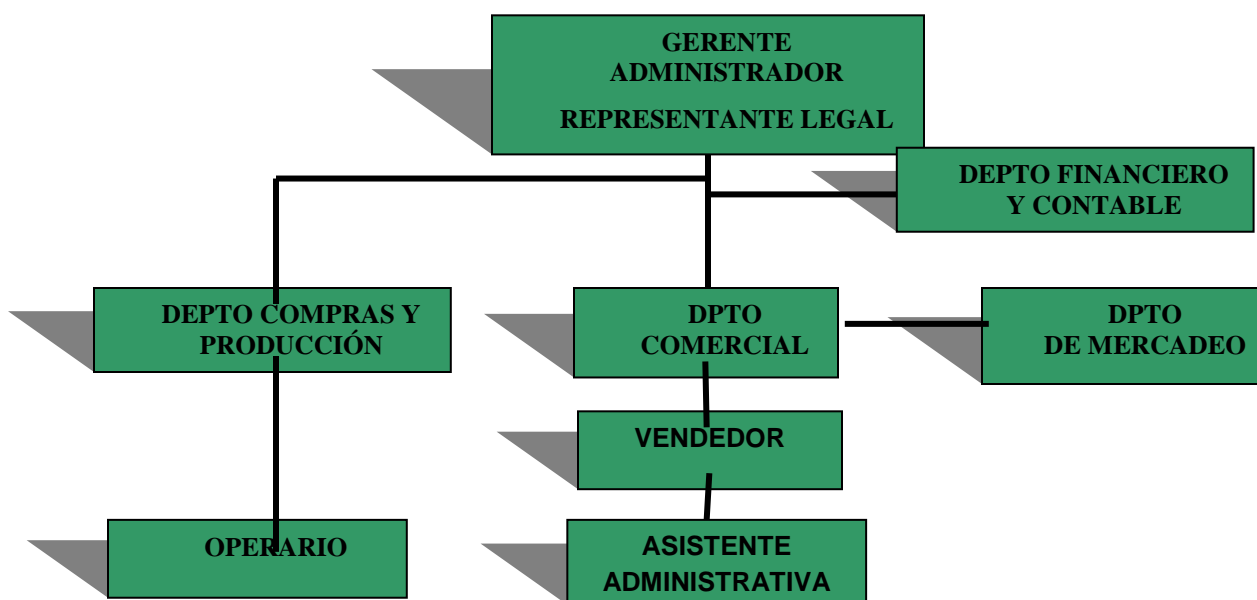 GERENTE
ADMINISTRADOR
REPRESENTANTE LEGAL
DEPTO FINANCIERO
Y CONTABLE
DEPTO COMPRAS Y
PRODUCCIÓN
DPTO
COMERCIAL
DPTO
DE MERCADEO
VENDEDOR
OPERARIO
ASISTENTE
ADMINISTRATIVA